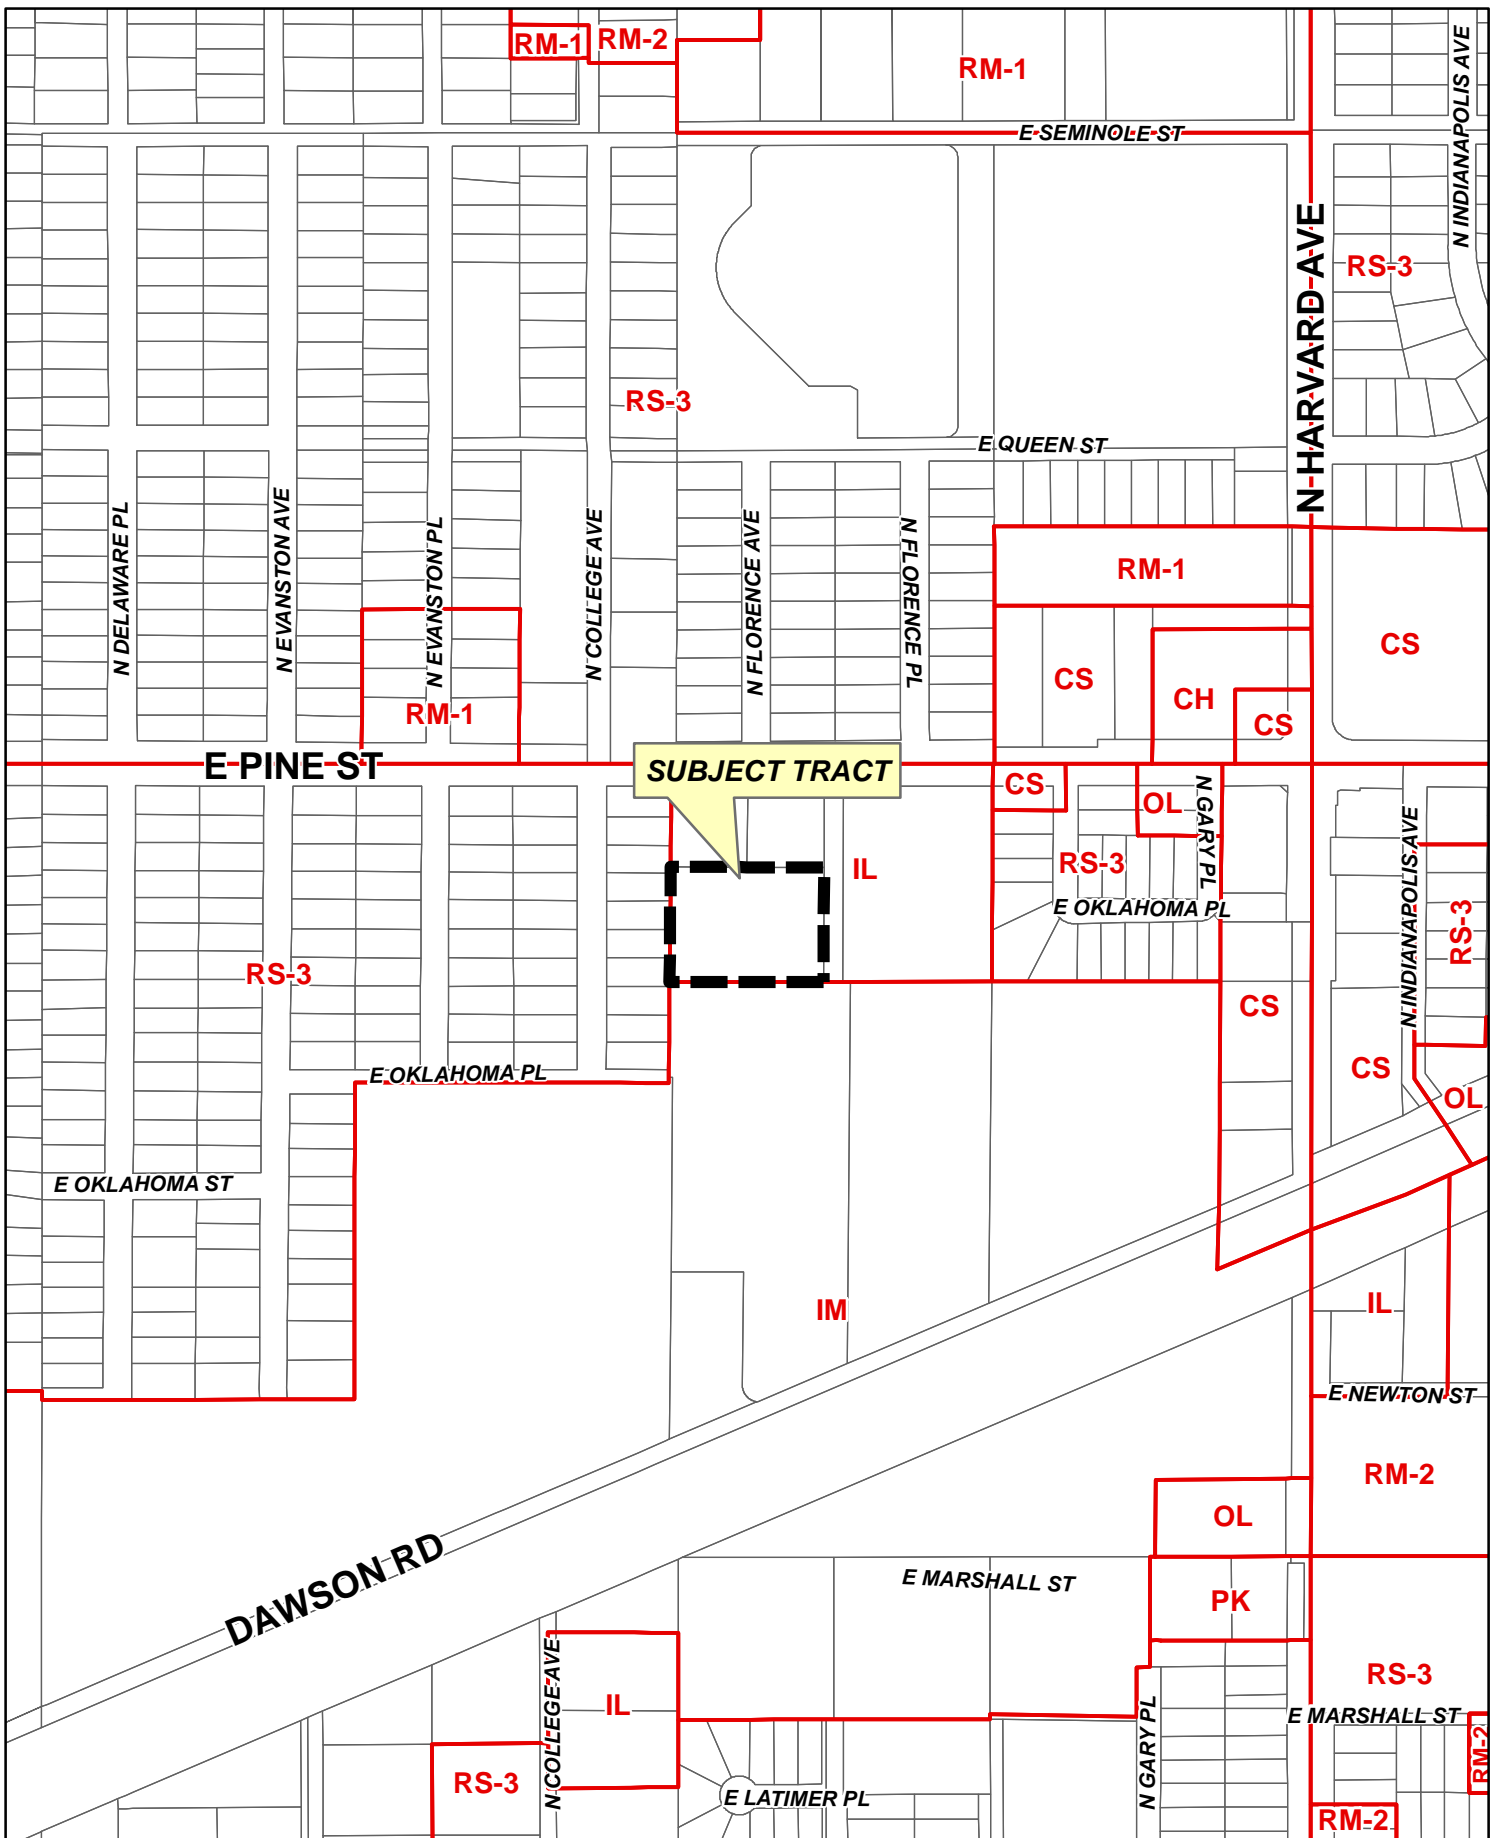 RM-1
RM-2
RM-1
N INDIANAPOLIS AVE
E SEMINOLE ST
N HARVARD AVE
RS-3
RS-3
E QUEEN ST
N DELAWARE PL
N EVANSTON AVE
N EVANSTON PL
N COLLEGE AVE
N FLORENCE AVE
N FLORENCE PL
RM-1
CS
CS
CH
CS
RM-1
E PINE ST
SUBJECT TRACT
CS
OL
N GARY PL
IL
RS-3
N INDIANAPOLIS AVE
E OKLAHOMA PL
RS-3
RS-3
CS
CS
E OKLAHOMA PL
OL
E OKLAHOMA ST
IM
IL
E NEWTON ST
RM-2
OL
DAWSON RD
E MARSHALL ST
PK
N COLLEGE AVE
RS-3
IL
N GARY PL
E MARSHALL ST
RM-2
RS-3
E LATIMER PL
RM-2